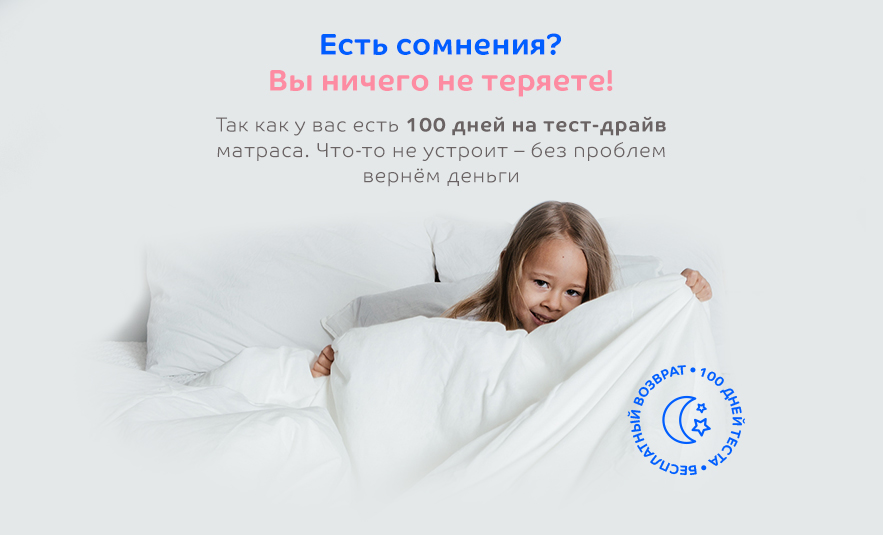 Есть сомнения?
Вы ничего не теряете!
Так как у вас есть 100 дней на тест-драйв
матраса. Что-то не устроит – без проблем
вернём деньги
БЕСПЛАТНЫЙ ВОЗВРАТ • 100 ДНЕЙ ТЕСТА •